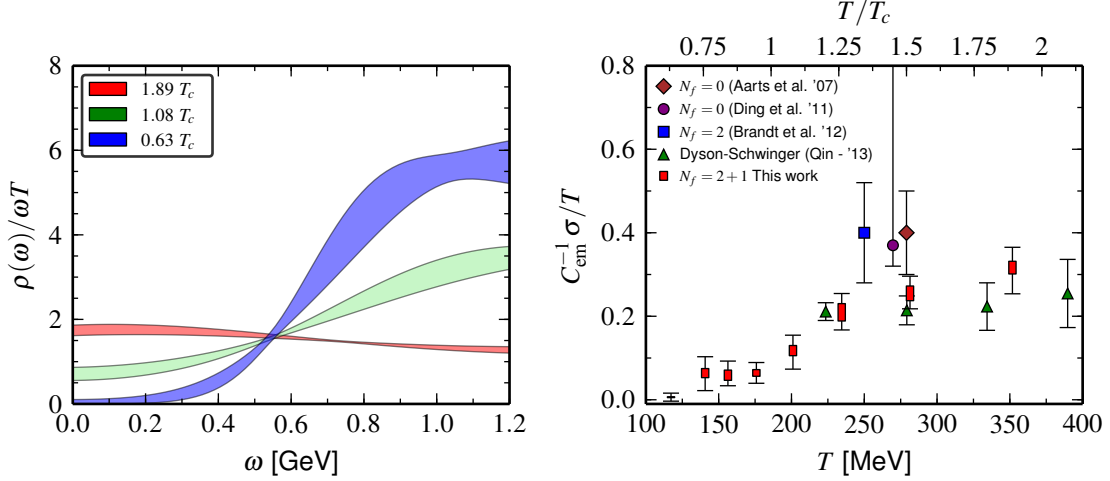 8
6
4
2
0
ρ(ω)/ωT
1.89 T_c
1.08 T_c
0.63 T_c
0.0 0.2 0.4 0.6 0.8 1.0 1.2
ω [GeV]
T/T_c
0.75 1 1.25 1.5 1.75 2
0.8
0.6
0.4
0.2
0.0
C_em^{-1} σ/T
N_f = 0 (Aarts et al. '07)
N_f = 0 (Ding et al. '11)
N_f = 2 (Brandt et al. '12)
Dyson-Schwinger (Qin - '13)
N_f = 2+1 This work
100 150 200 250 300 350 400
T [MeV]